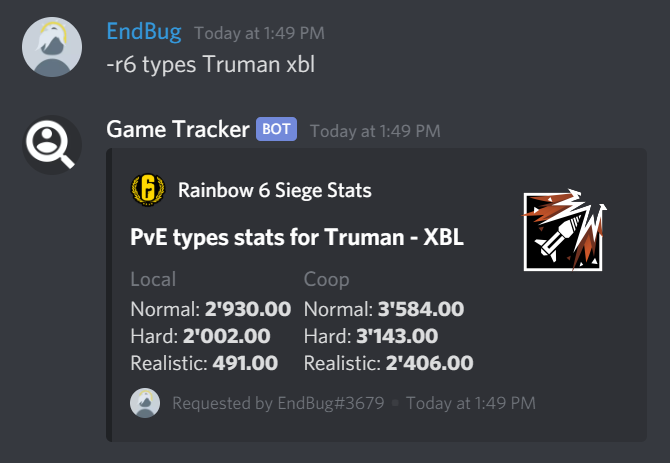 EndBug Today at 1:49 PM
-r6 types Truman xbl
Game Tracker BOT Today at 1:49 PM
6 Rainbow 6 Siege Stats
PvE types stats for Truman - XBL
Local Coop
Normal: 2'930.00 Normal: 3'584.00
Hard: 2'002.00 Hard: 3'143.00
Realistic: 491.00 Realistic: 2'406.00
Requested by EndBug#3679 ▪ Today at 1:49 PM